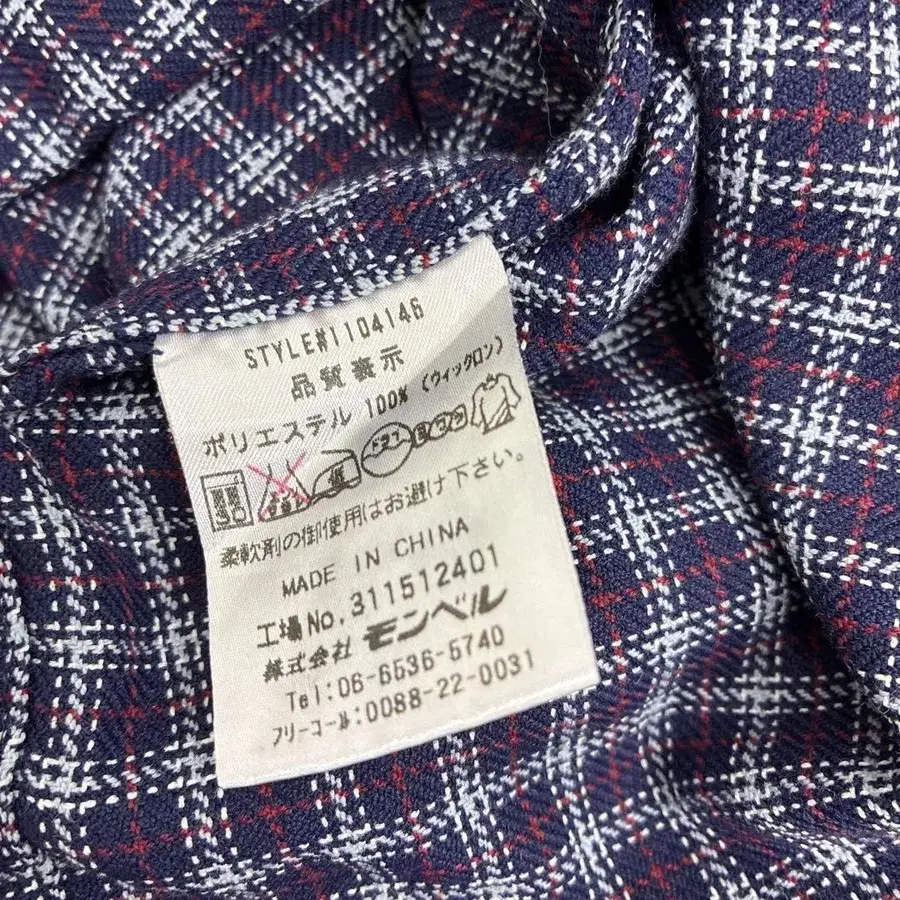 STYLE#1104146
品質表示
ポリエステル 100% (ウィックロン)
柔軟剤の御使用はお避け下さい。
MADE IN CHINA
工場No.311512401
株式会社 モンベル
Tel:06-6536-5740
フリーコール:0088-22-0031